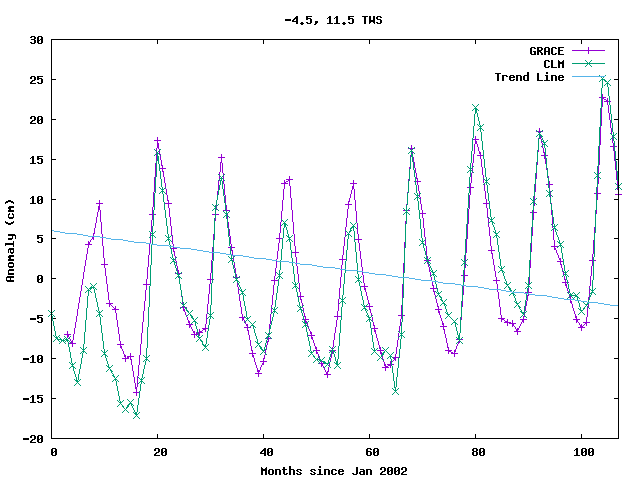 -4.5, 11.5 TWS
GRACE
CLM
Trend Line
30
25
20
15
10
5
0
-5
-10
-15
-20
Anomaly (cm)
0 20 40 60 80 100
Months since Jan 2002